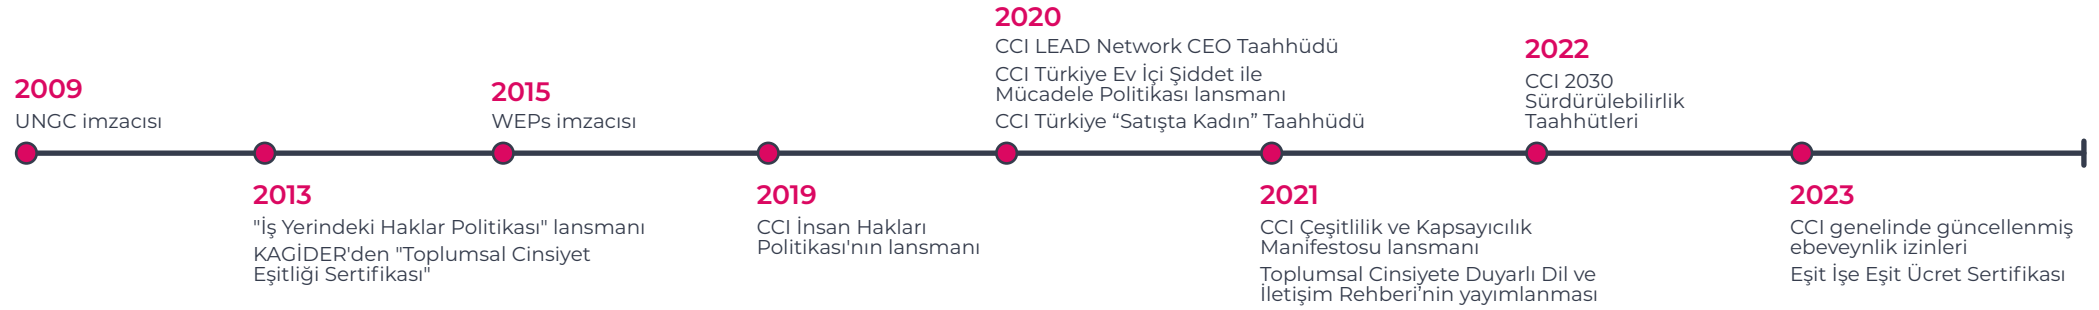 2009
UNGC imzacısı
2013
"İş Yerindeki Haklar Politikası" lansmanı
KAGİDER'den "Toplumsal Cinsiyet
Eşitliği Sertifikası"
2015
WEPs imzacısı
2019
CCI İnsan Hakları
Politikası'nın lansmanı
2020
CCI LEAD Network CEO Taahhüdü
CCI Türkiye Ev İçi Şiddet ile
Mücadele Politikası lansmanı
CCI Türkiye “Satışta Kadın” Taahhüdü
2021
CCI Çeşitlilik ve Kapsayıcılık
Manifestosu lansmanı
Toplumsal Cinsiyete Duyarlı Dil ve
İletişim Rehberi’nin yayımlanması
2022
CCI 2030
Sürdürülebilirlik
Taahhütleri
2023
CCI genelinde güncellenmiş
ebeveynlik izinleri
Eşit İşe Eşit Ücret Sertifikası